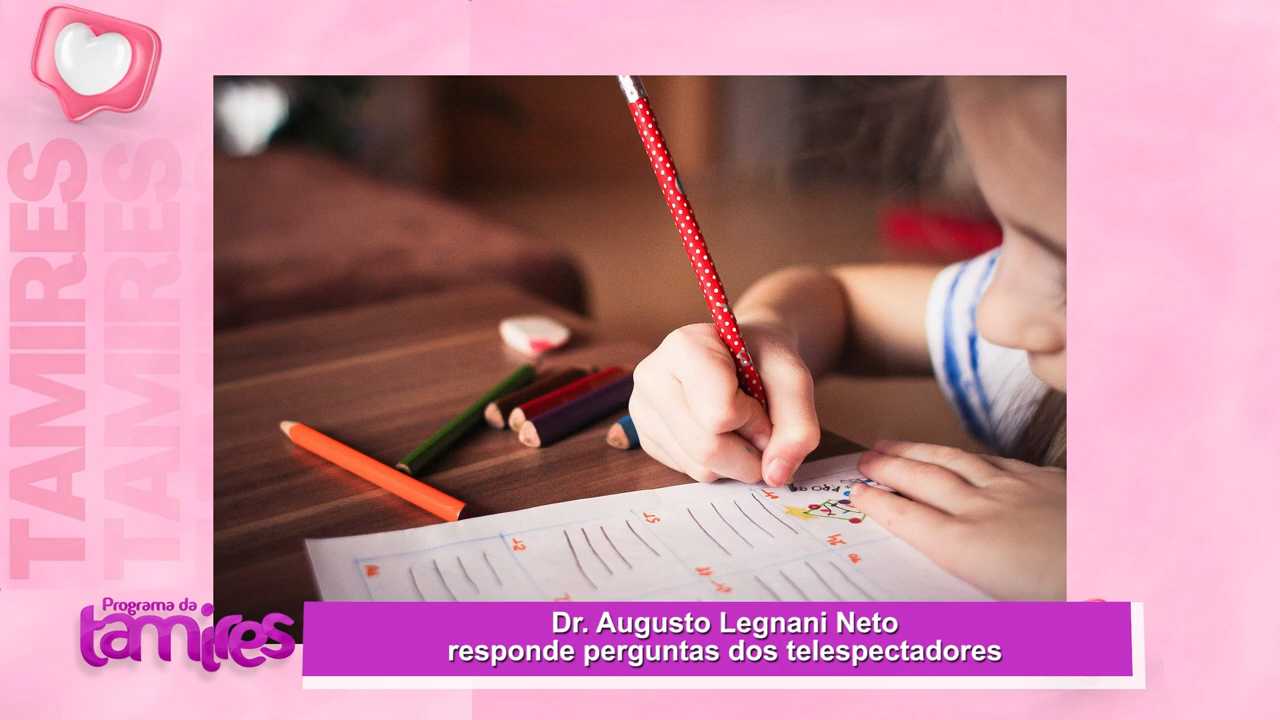 TAMIRES
TAMIRES
Programa da
tamires
Dr. Augusto Legnani Neto
responde perguntas dos telespectadores